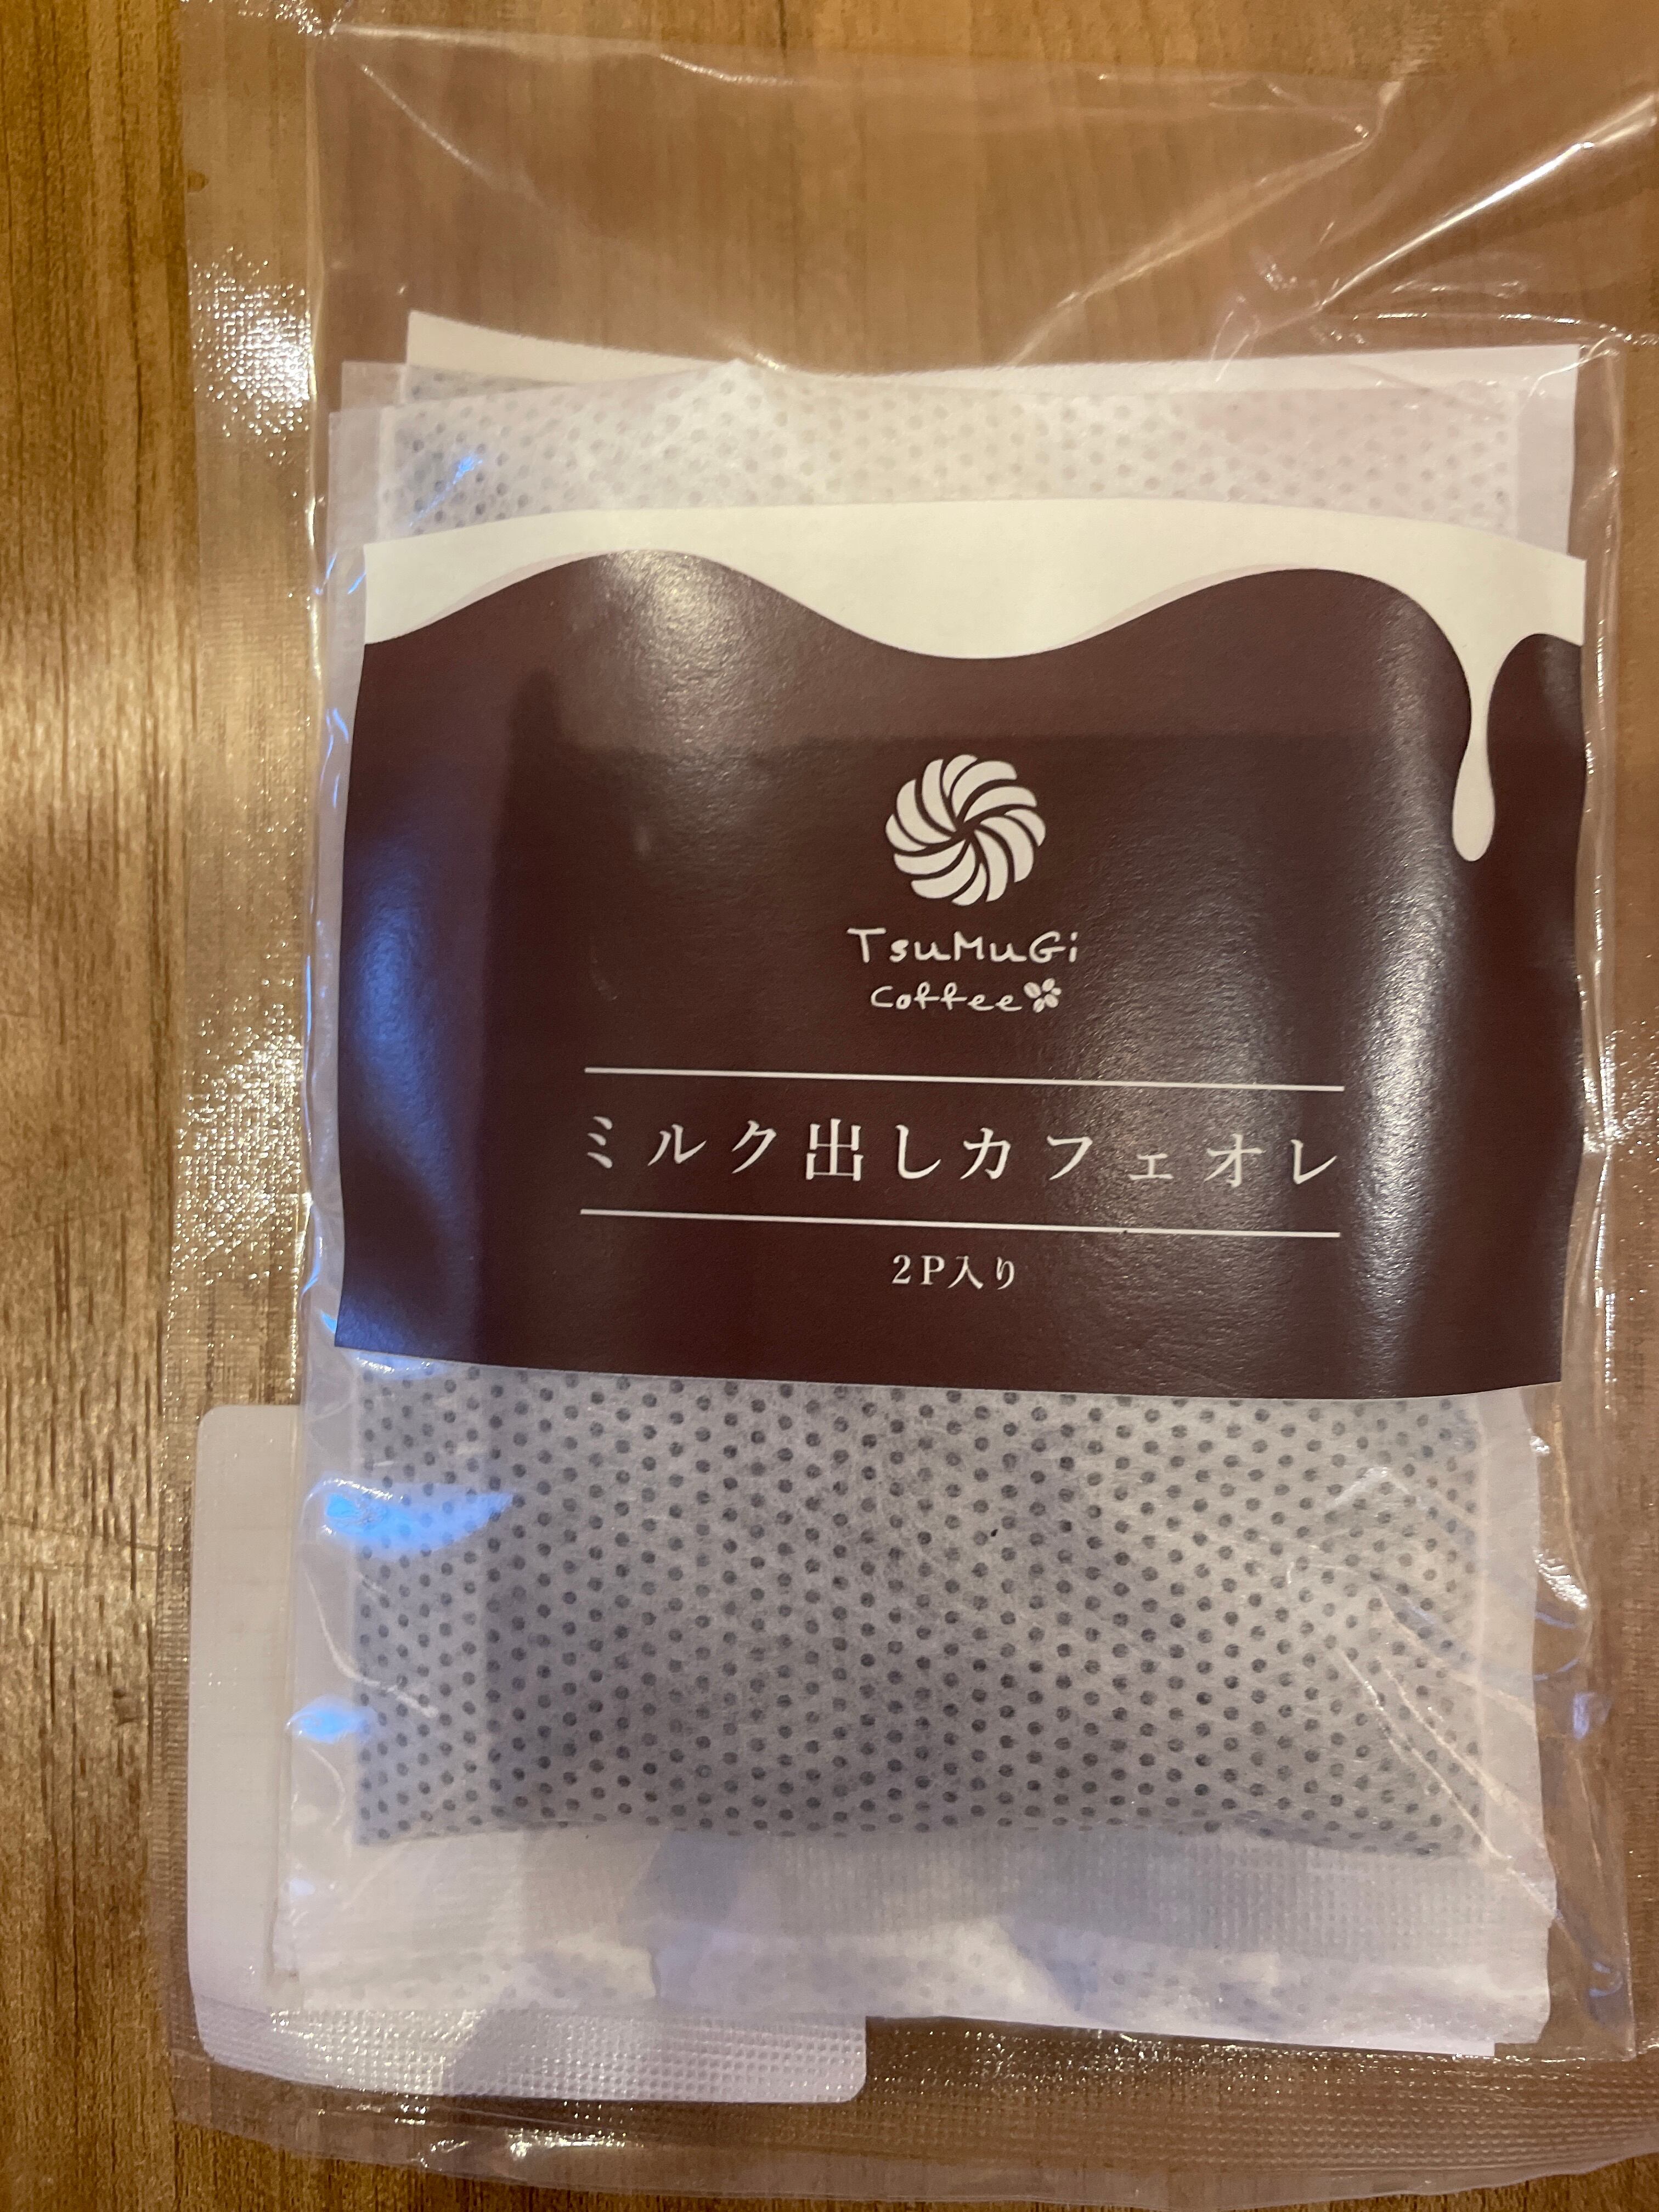 TsuMuGi
coffee
ミルク出しカフェオレ
2P入り